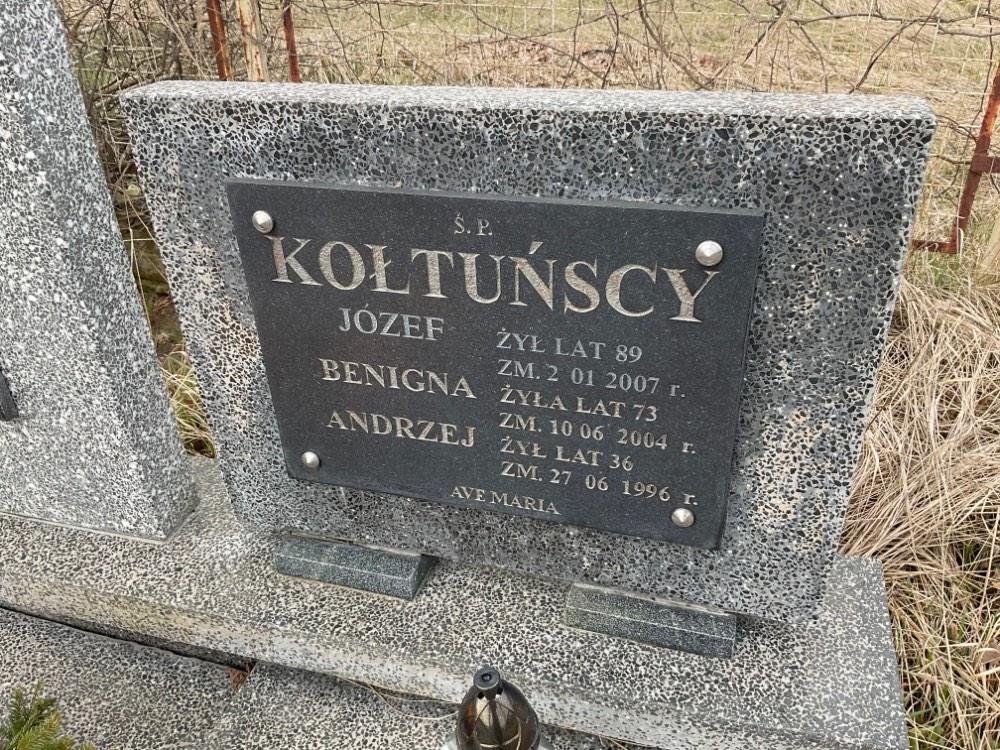 Ś. P.
KOŁTUŃSCY
JÓZEF ŻYŁ LAT 89
ZM. 2 01 2007 r.
BENIGNA ŻYŁA LAT 73
ZM. 10 06 2004 r.
ANDRZEJ ŻYŁ LAT 36
ZM. 27 06 1996 r.
AVE MARIA